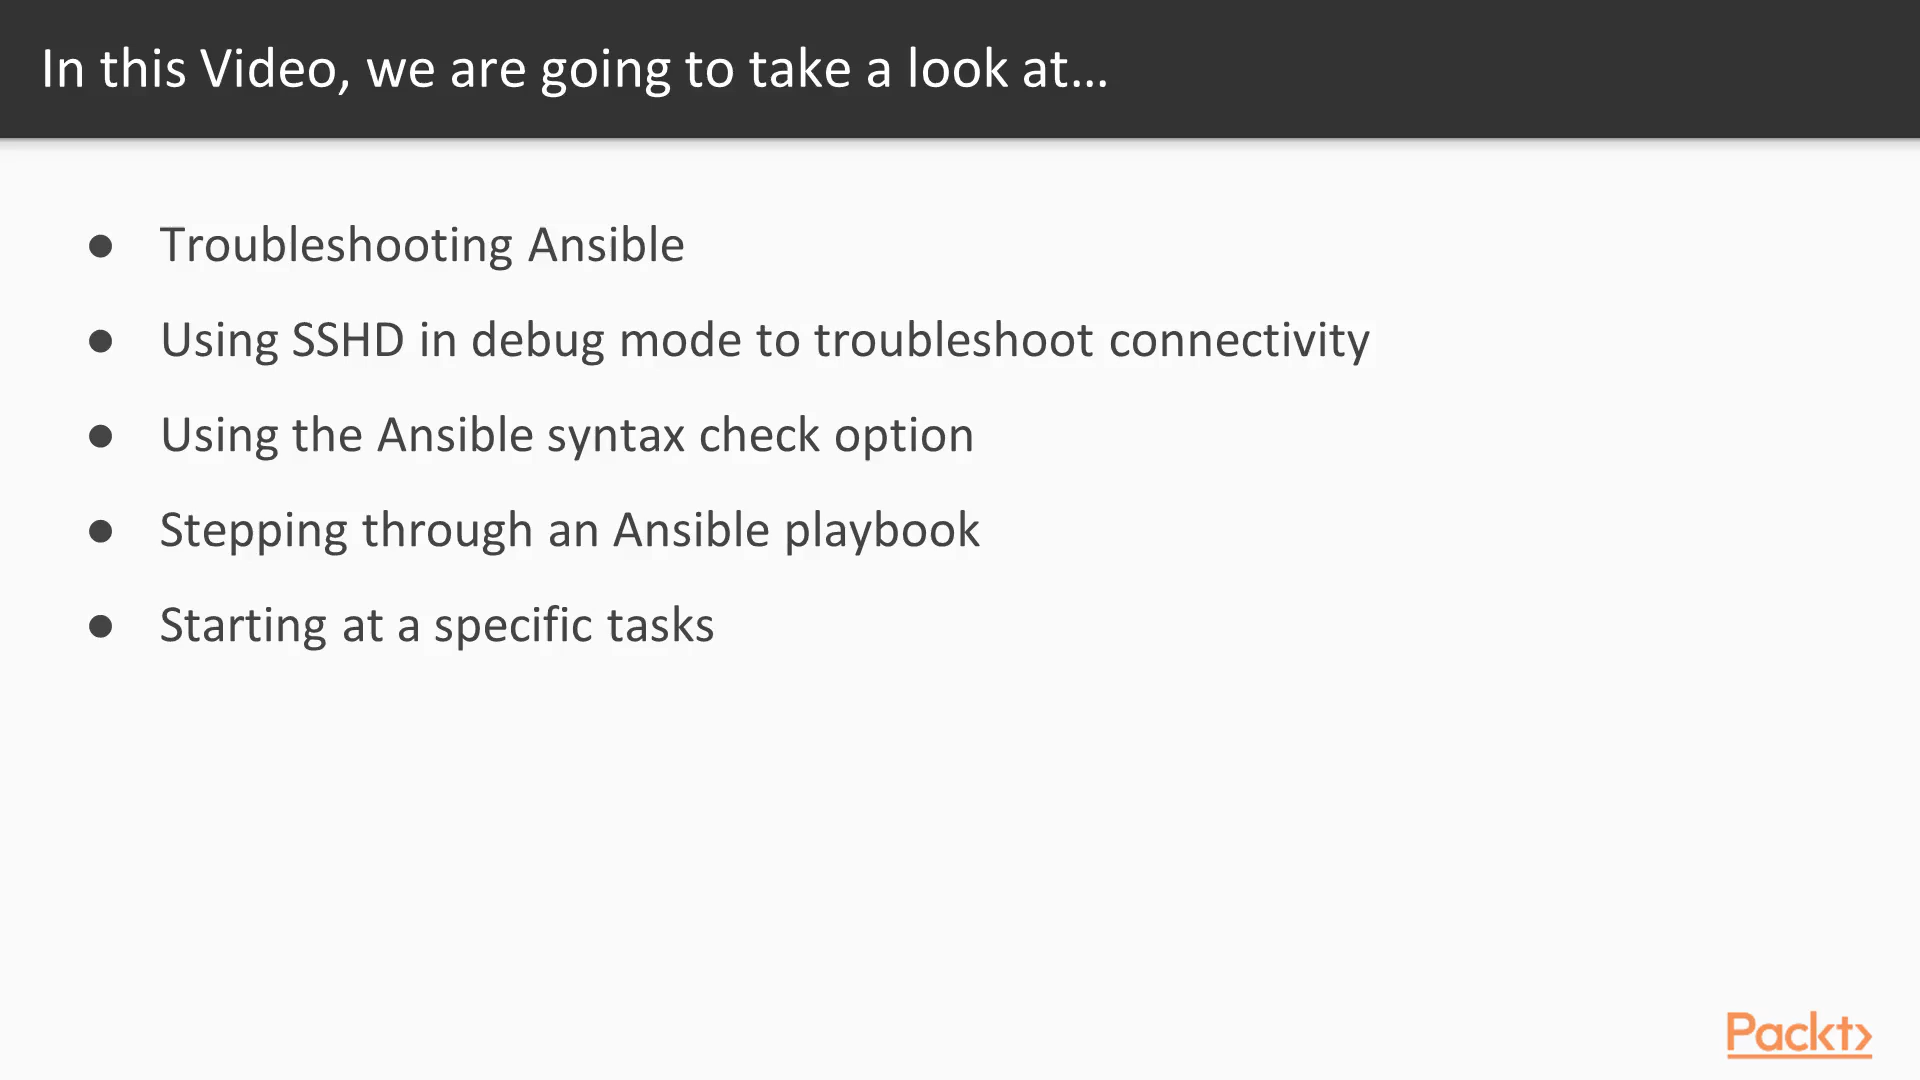 In this Video, we are going to take a look at…
● Troubleshooting Ansible
● Using SSHD in debug mode to troubleshoot connectivity
● Using the Ansible syntax check option
● Stepping through an Ansible playbook
● Starting at a specific tasks
Packt>